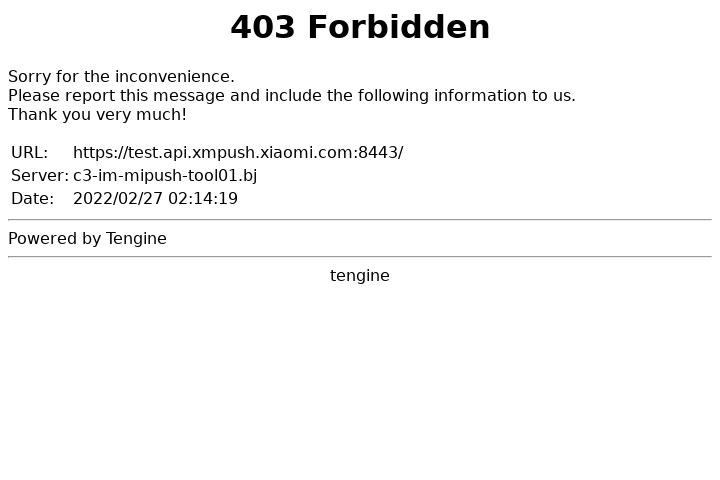 403 Forbidden
Sorry for the inconvenience.
Please report this message and include the following information to us.
Thank you very much!
URL: https://test.api.xmpush.xiaomi.com:8443/
Server: c3-im-mipush-tool01.bj
Date: 2022/02/27 02:14:19
Powered by Tengine
tengine